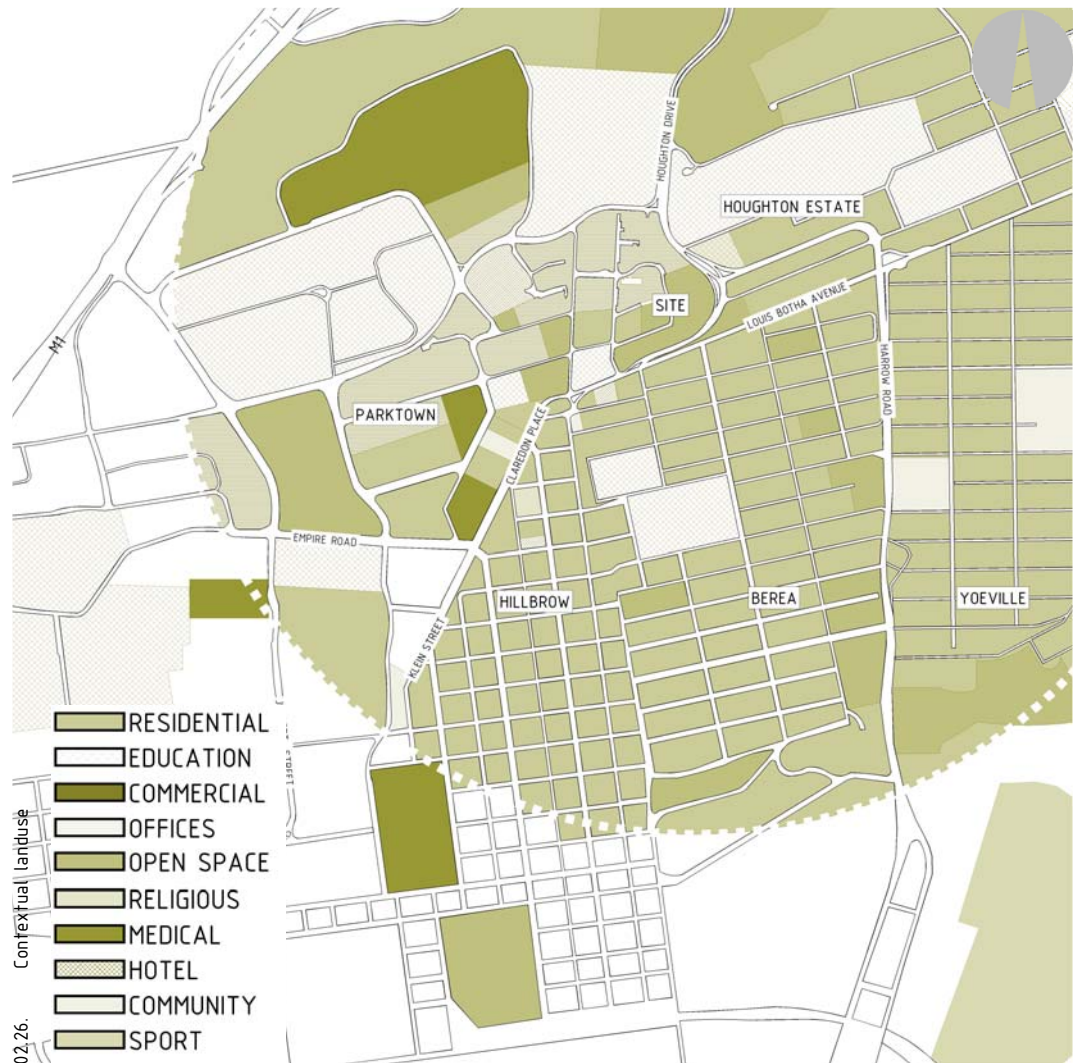 HOUGHTON DRIVE
HOUGHTON ESTATE
SITE
LOUIS BOTHA AVENUE
M1
HARROW ROAD
PARKTOWN
CLAREDON PLACE
EMPIRE ROAD
HILLBROW
BEREA
YOEVILLE
KLEIN STREET
RESIDENTIAL
EDUCATION
STREET
COMMERCIAL
OFFICES
OPEN SPACE
RELIGIOUS
MEDICAL
HOTEL
COMMUNITY
SPORT
02.26. Contextual landuse